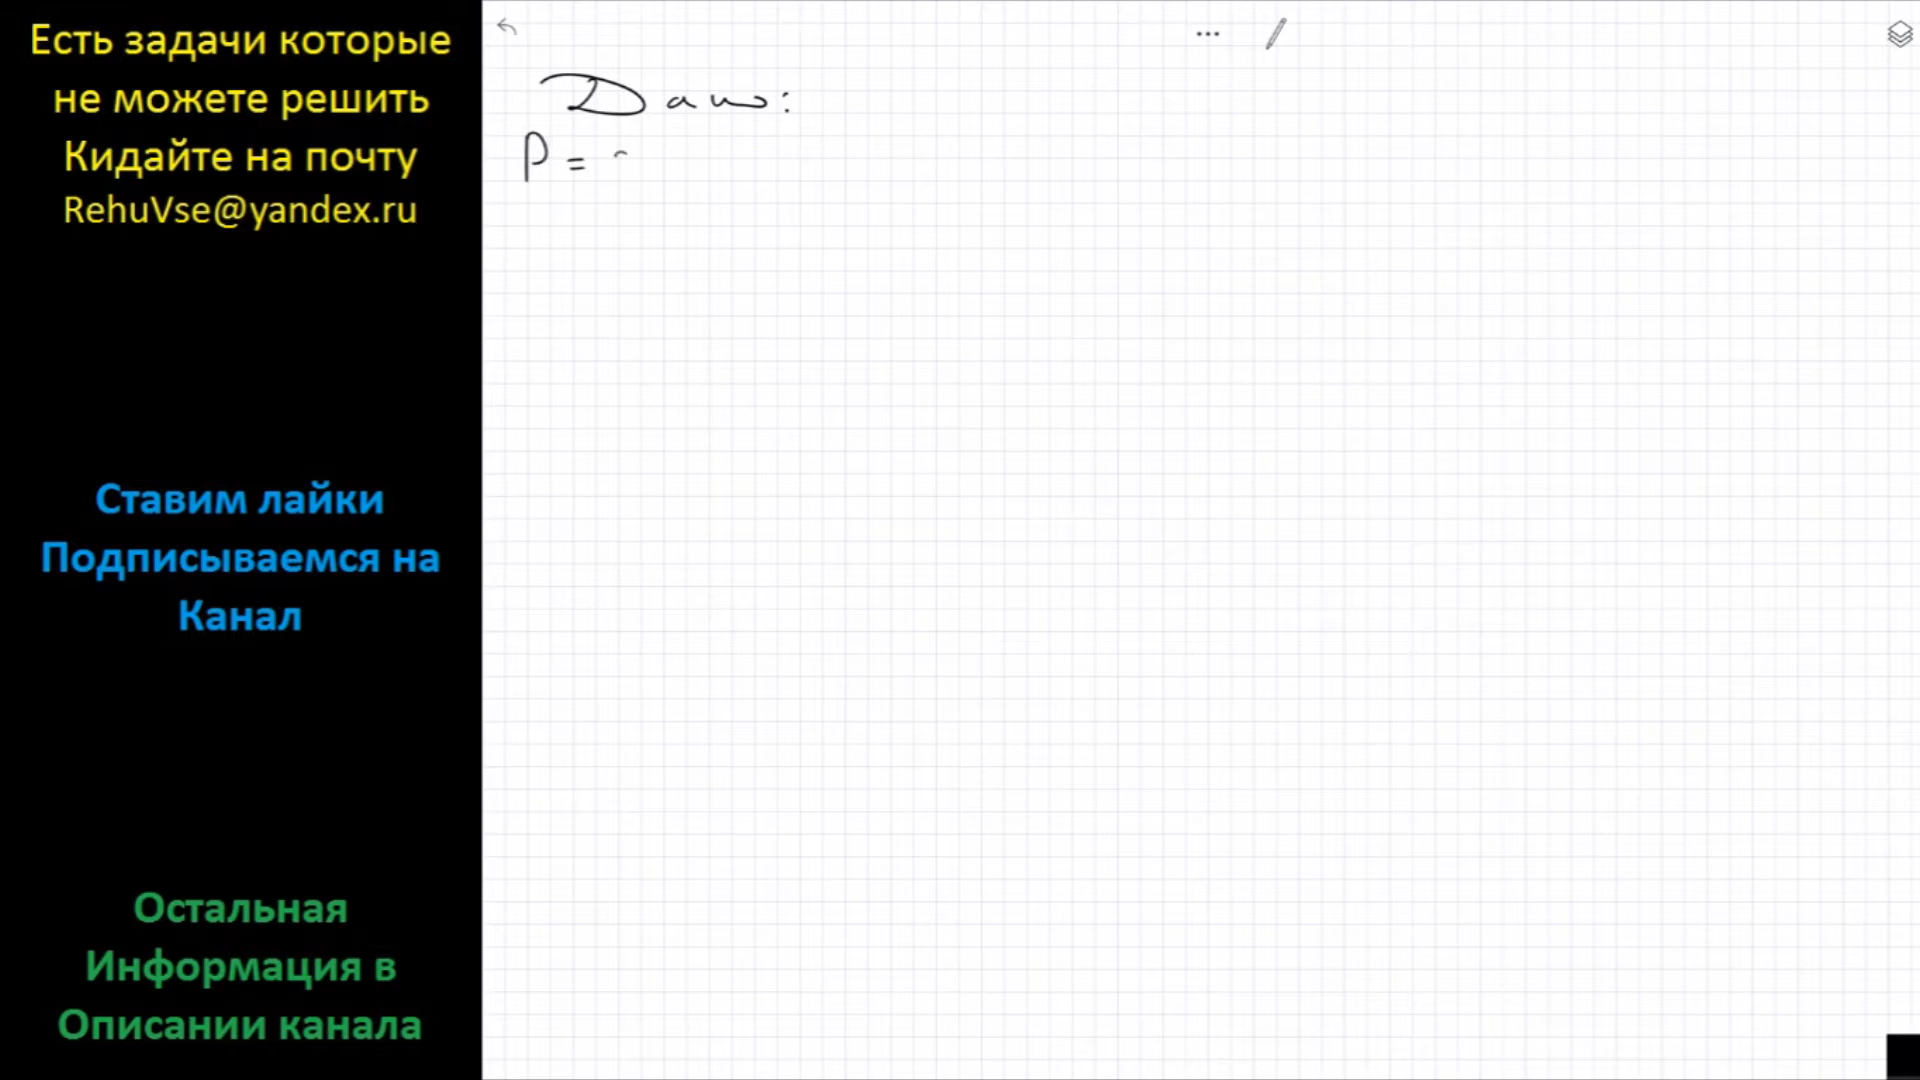 Есть задачи которые
не можете решить
Кидайте на почту
RehuVse@yandex.ru
Ставим лайки
Подписываемся на
Канал
Остальная
Информация в
Описании канала
Дано:
P =